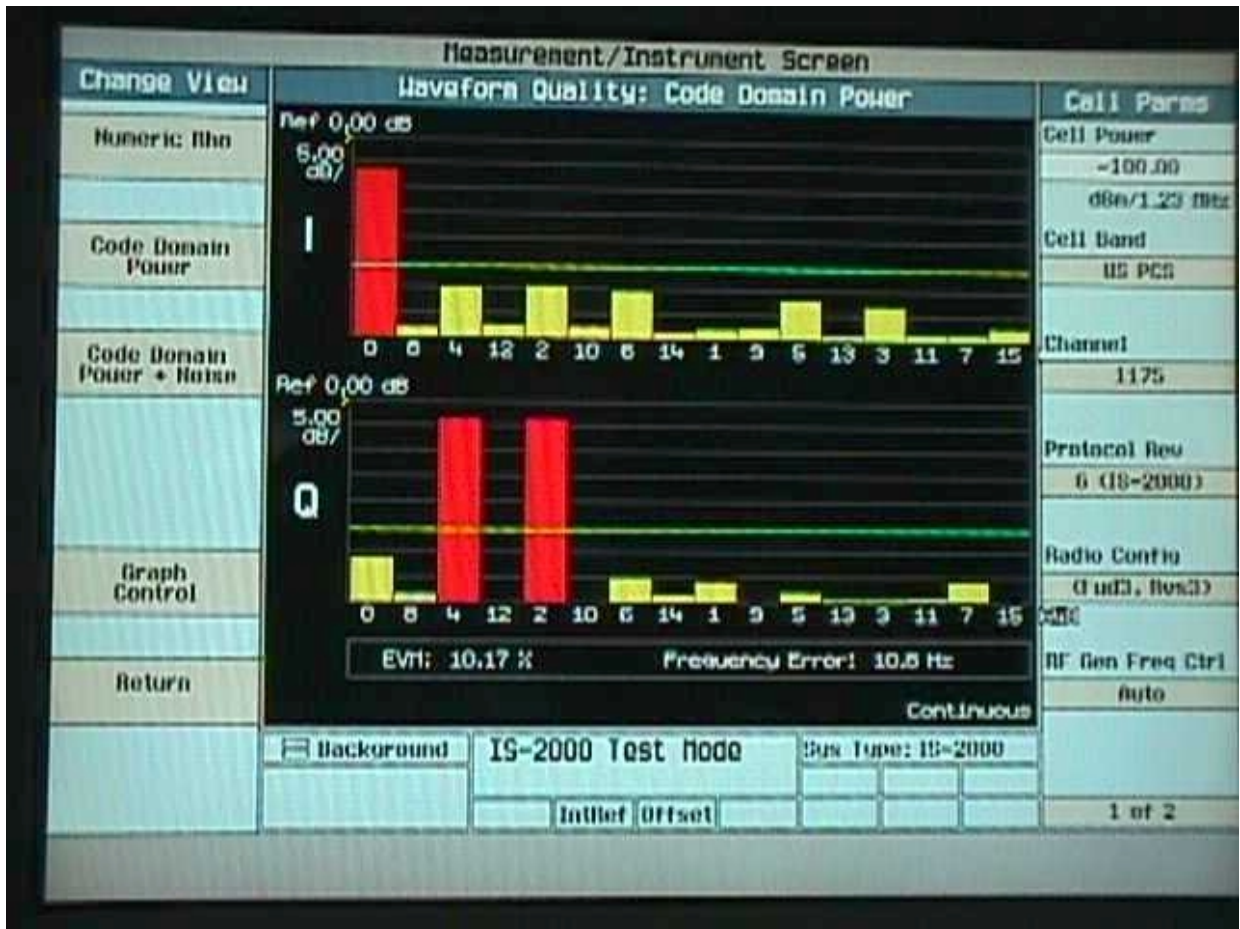 Measurement/Instrument Screen
Change View
Numeric Rho
Code Domain
Power
Code Domain
Power + Noise
Graph
Control
Return
Waveform Quality: Code Domain Power
Ref 0.00 dB
5.00
dB/
I
0 8 4 12 2 10 6 14 1 9 5 13 3 11 7 15
Ref 0.00 dB
5.00
dB/
Q
0 8 4 12 2 10 6 14 1 9 5 13 3 11 7 15
EVM: 10.17 % Frequency Error: 10.5 Hz
Continuous
Background
IS-2000 Test Mode
Sys Type: IS-2000
IntRef Offset
Call Parms
Cell Power
-100.00
dBm/1.23 MHz
Cell Band
US PCS
Channel
1175
Protocol Rev
6 (IS-2000)
Radio Config
(Fwd3, Rvs3)
RF Gen Freq Ctrl
Auto
1 of 2